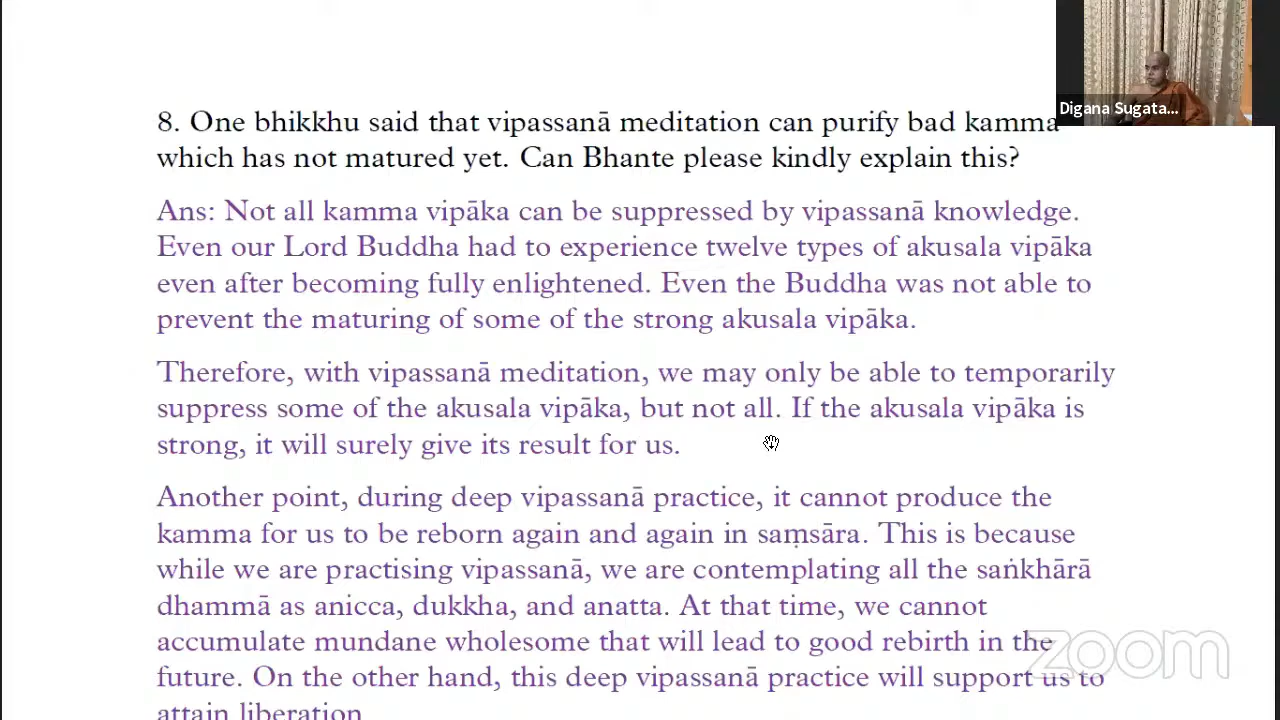 Digana Sugata...
8. One bhikkhu said that vipassanā meditation can purify bad kamma
which has not matured yet. Can Bhante please kindly explain this?
Ans: Not all kamma vipāka can be suppressed by vipassanā knowledge.
Even our Lord Buddha had to experience twelve types of akusala vipāka
even after becoming fully enlightened. Even the Buddha was not able to
prevent the maturing of some of the strong akusala vipāka.
Therefore, with vipassanā meditation, we may only be able to temporarily
suppress some of the akusala vipāka, but not all. If the akusala vipāka is
strong, it will surely give its result for us.
Another point, during deep vipassanā practice, it cannot produce the
kamma for us to be reborn again and again in saṃsāra. This is because
while we are practising vipassanā, we are contemplating all the saṅkhārā
dhammā as anicca, dukkha, and anatta. At that time, we cannot
accumulate mundane wholesome that will lead to good rebirth in the
future. On the other hand, this deep vipassanā practice will support us to
attain liberation
zoom